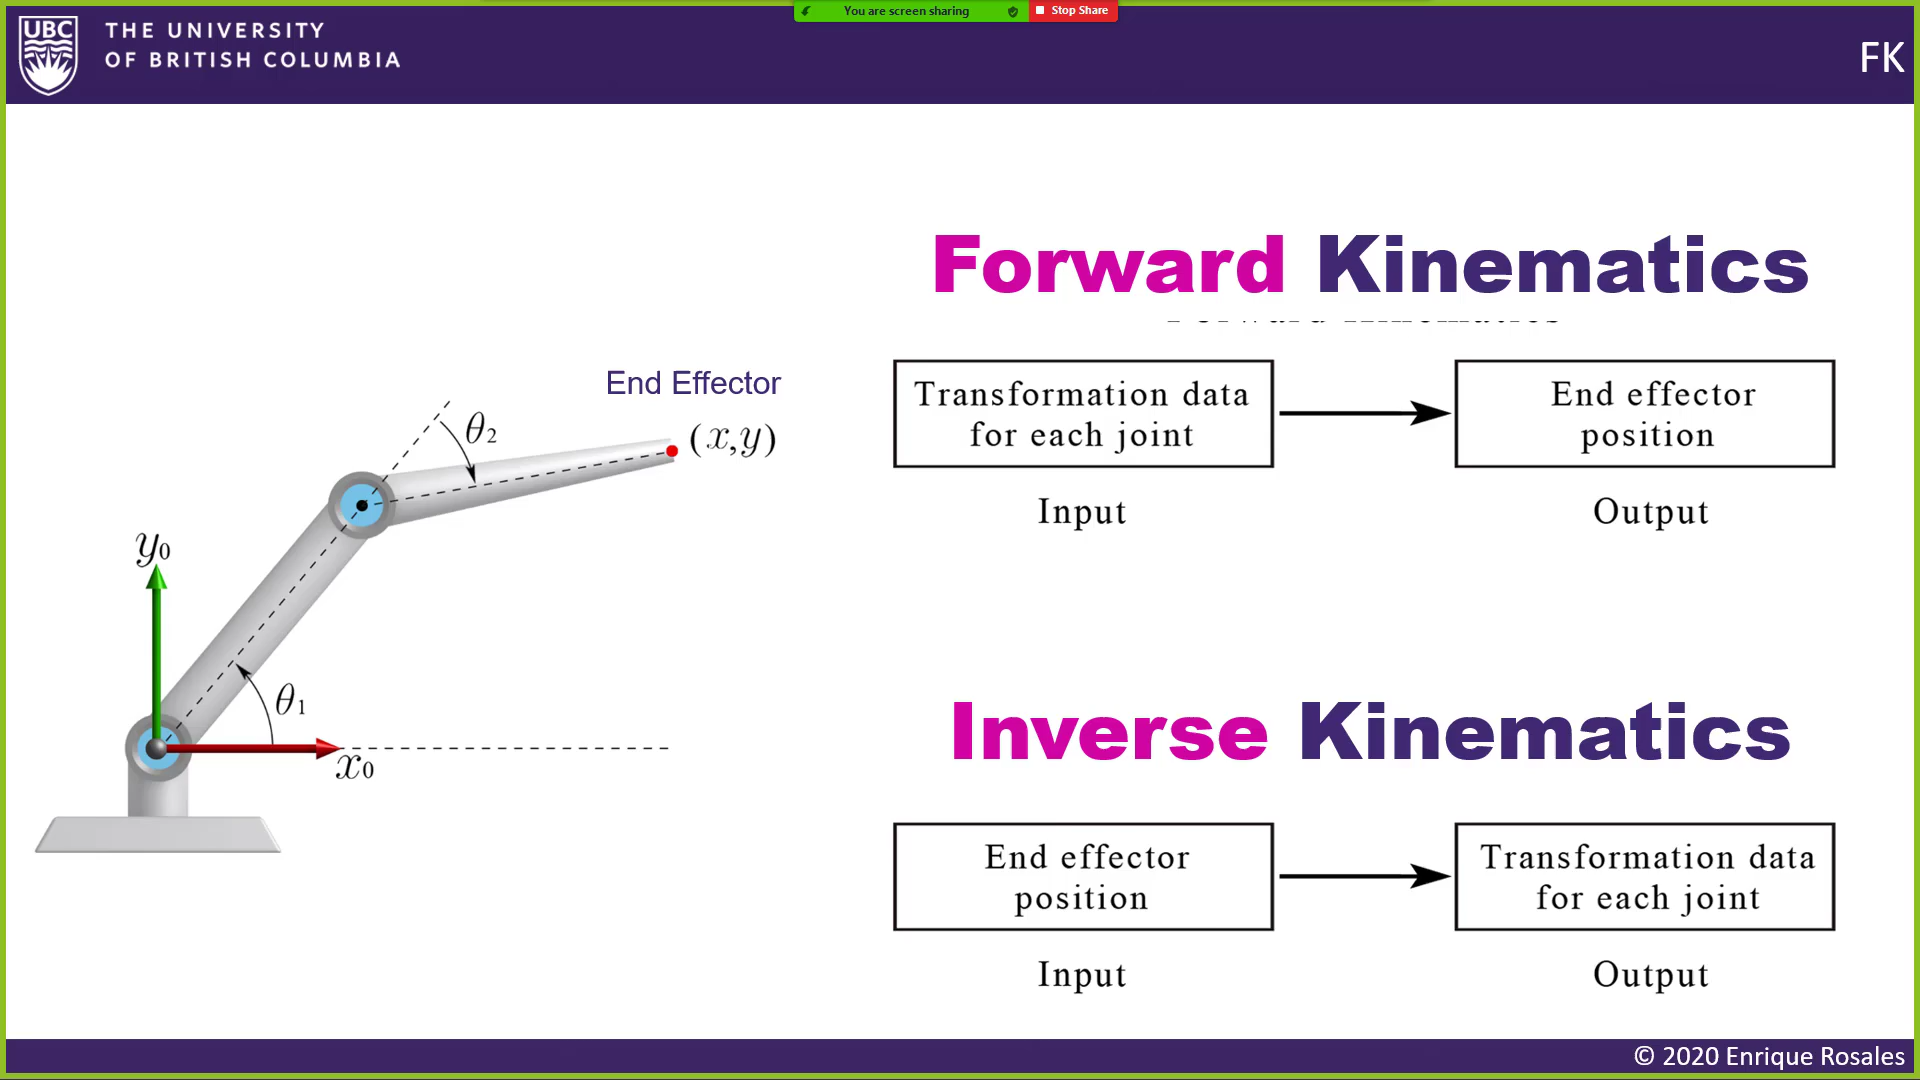 You are screen sharing
Stop Share
UBC
THE UNIVERSITY
OF BRITISH COLUMBIA
FK
Forward Kinematics
Transformation data
for each joint
End effector
position
Input
Output
End Effector
(x,y)
θ2
y0
θ1
x0
Inverse Kinematics
End effector
position
Transformation data
for each joint
Input
Output
© 2020 Enrique Rosales